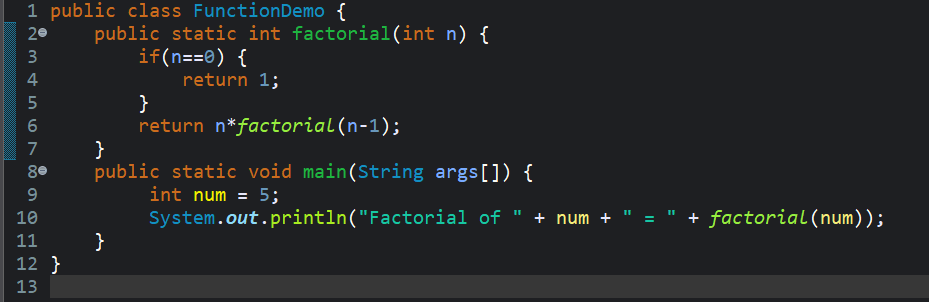 1 public class FunctionDemo {
2 public static int factorial(int n) {
3 if(n==0) {
4 return 1;
5 }
6 return n*factorial(n-1);
7 }
8 public static void main(String args[]) {
9 int num = 5;
10 System.out.println("Factorial of " + num + " = " + factorial(num));
11 }
12 }
13